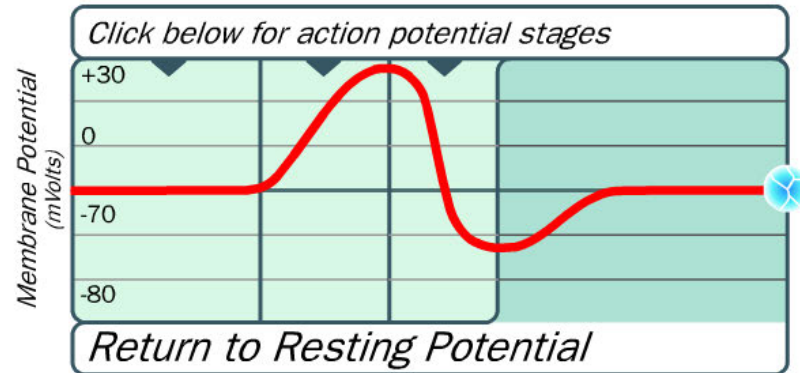 Click below for action potential stages
+30
0
-70
-80
Membrane Potential
(mVolts)
Return to Resting Potential